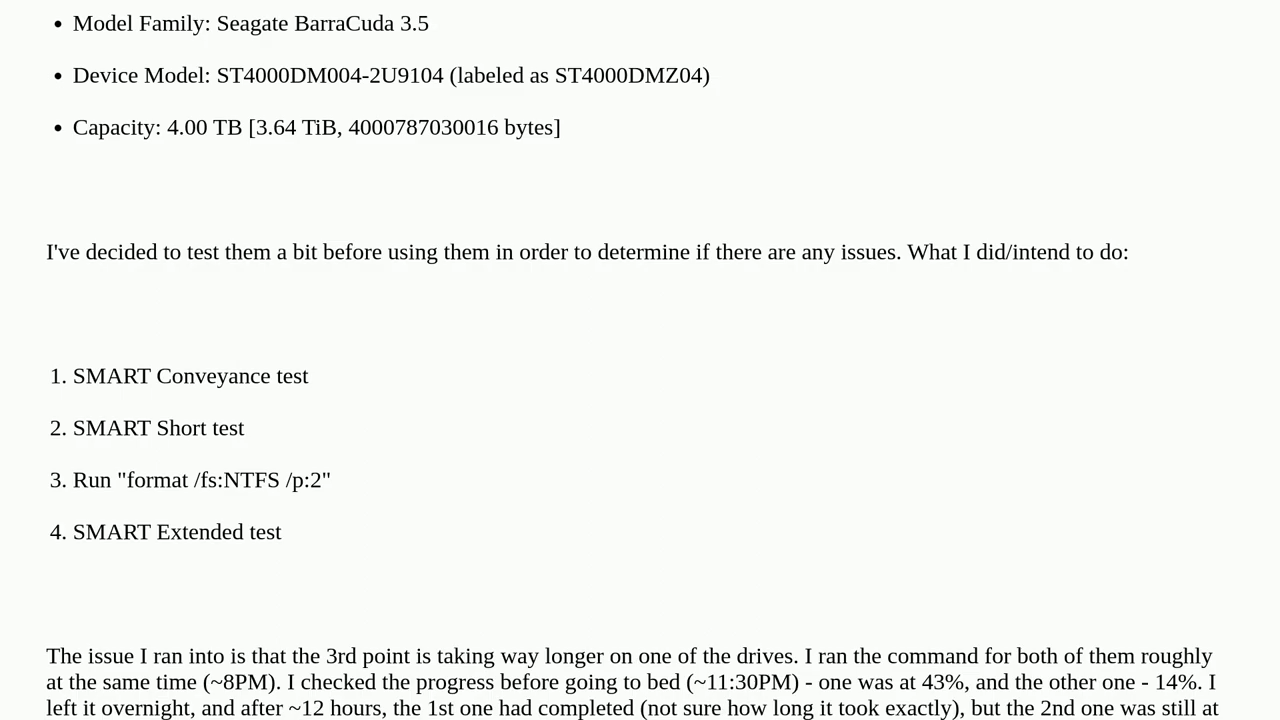 • Model Family: Seagate BarraCuda 3.5
• Device Model: ST4000DM004-2U9104 (labeled as ST4000DMZ04)
• Capacity: 4.00 TB [3.64 TiB, 4000787030016 bytes]
I've decided to test them a bit before using them in order to determine if there are any issues. What I did/intend to do:
1. SMART Conveyance test
2. SMART Short test
3. Run "format /fs:NTFS /p:2"
4. SMART Extended test
The issue I ran into is that the 3rd point is taking way longer on one of the drives. I ran the command for both of them roughly
at the same time (~8PM). I checked the progress before going to bed (~11:30PM) - one was at 43%, and the other one - 14%. I
left it overnight, and after ~12 hours, the 1st one had completed (not sure how long it took exactly), but the 2nd one was still at